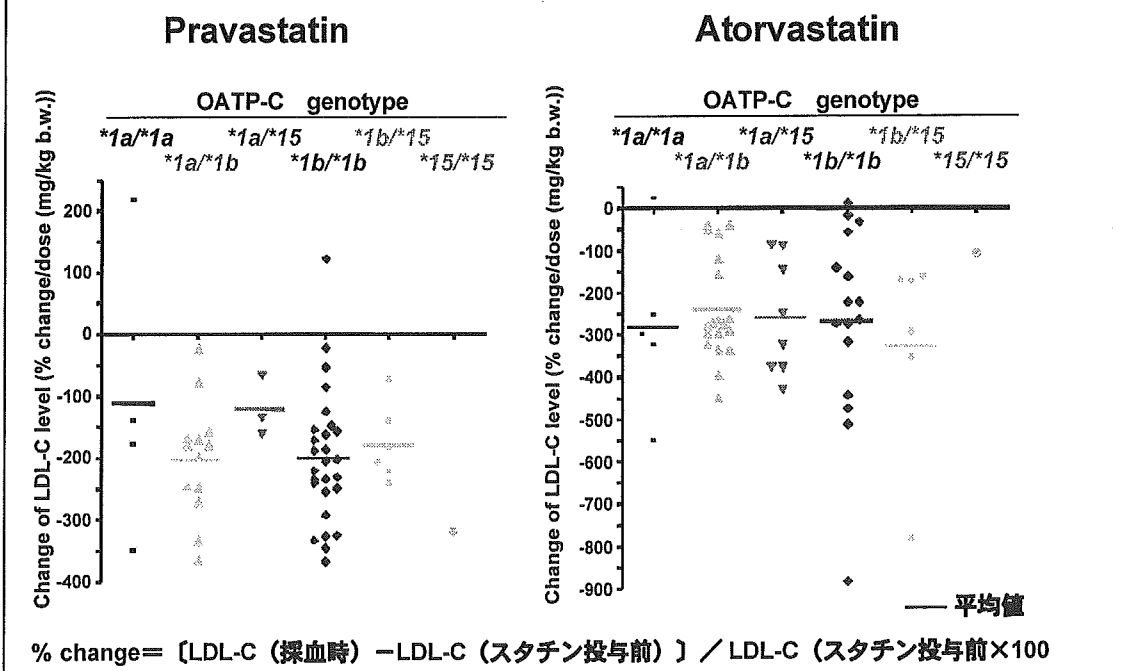 Pravastatin
Change of LDL-C level (% change/dose (mg/kg b.w.))
OATP-C genotype
*1a/*1a *1a/*15 *1b/*15
*1a/*1b *1b/*1b *15/*15
200
100
0
-100
-200
-300
-400
Atorvastatin
Change of LDL-C level (% change/dose (mg/kg b.w.))
OATP-C genotype
*1a/*1a *1a/*15 *1b/*15
*1a/*1b *1b/*1b *15/*15
0
-100
-200
-300
-400
-500
-600
-700
-800
-900
平均値
% change=〔LDL-C(採血時)-LDL-C(スタチン投与前)〕/LDL-C(スタチン投与前×100